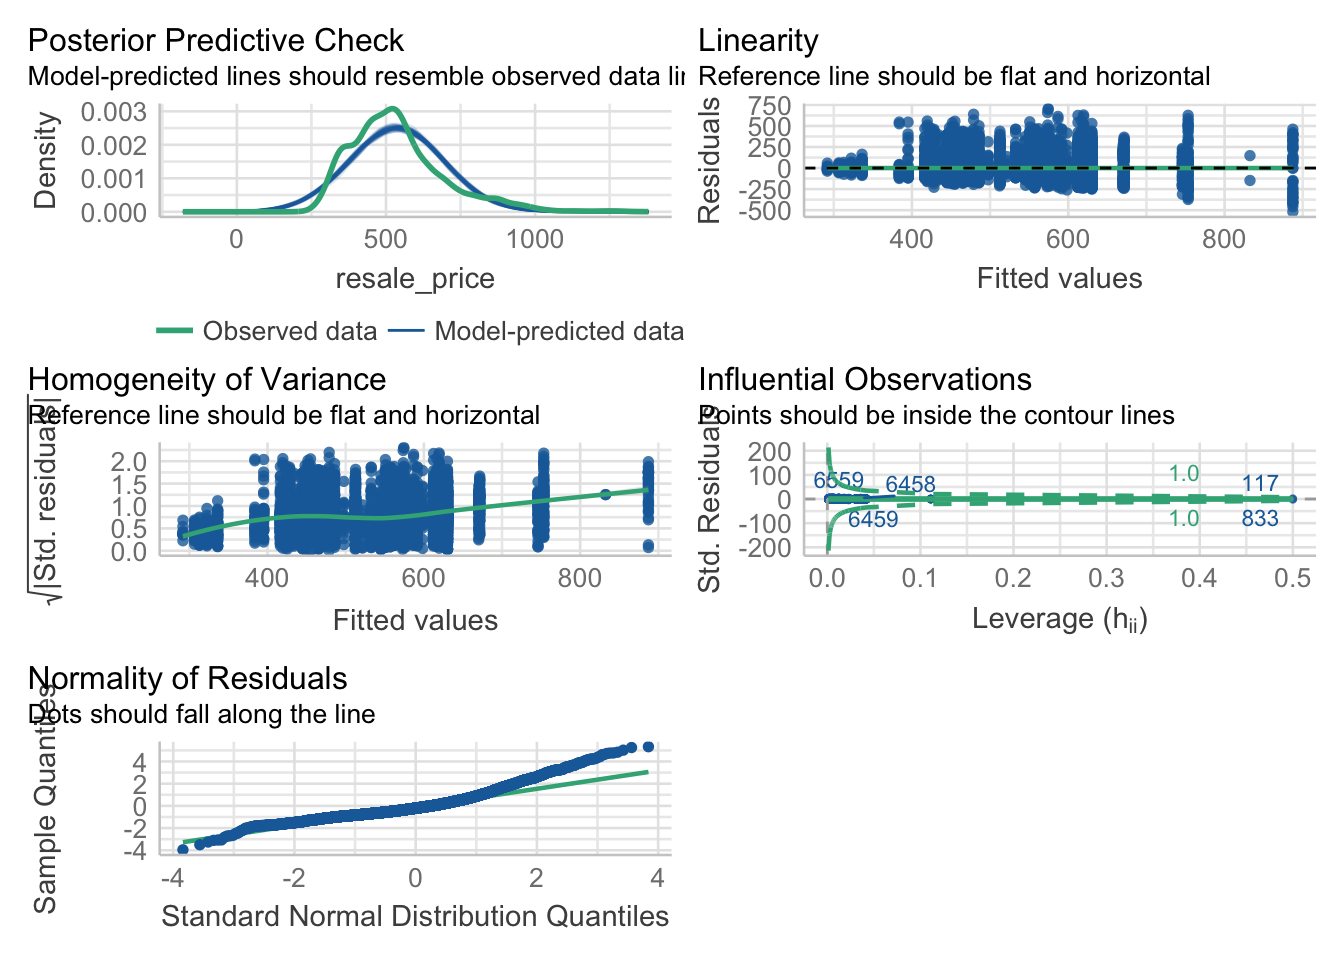 Posterior Predictive Check
Model-predicted lines should resemble observed data lir
Density
0.003
0.002
0.001
0.000
0
500
1000
resale_price
Observed data
Model-predicted data
Linearity
Reference line should be flat and horizontal
Residuals
750
500
250
0
-250
-500
400
600
800
Fitted values
Homogeneity of Variance
Reference line should be flat and horizontal
√|Std. residuals|
2.0
1.5
1.0
0.5
0.0
400
600
800
Fitted values
Influential Observations
Points should be inside the contour lines
Std. Residuals
200
100
0
-100
-200
6559
6458
6459
1.0
1.0
117
833
0.0
0.1
0.2
0.3
0.4
0.5
Leverage (hii)
Normality of Residuals
Dots should fall along the line
Sample Quantiles
4
2
0
-2
-4
-4
-2
0
2
4
Standard Normal Distribution Quantiles